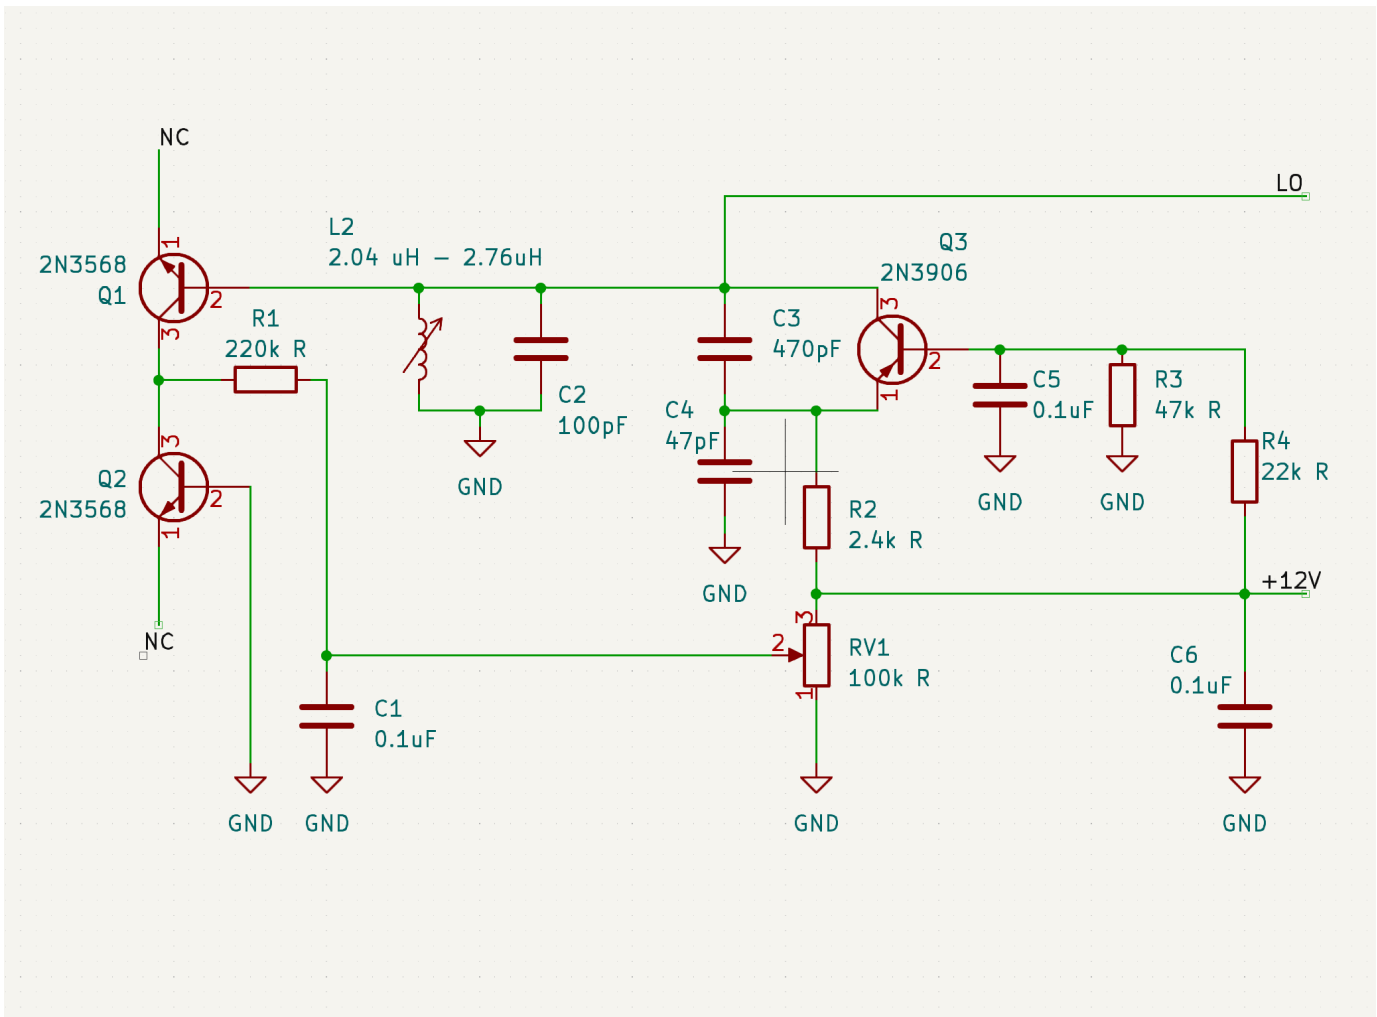 NC
LO
L2
2.04 uH – 2.76uH
Q3
2N3906
1
2N3568
Q1
2
3
R1
220k R
3
C3
470pF
2
1
C2
100pF
C4
47pF
C5
0.1uF
R3
47k R
R4
22k R
3
Q2
2N3568
2
1
GND
R2
2.4k R
GND
GND
GND
+12V
NC
3
2
1
RV1
100k R
C6
0.1uF
C1
0.1uF
GND
GND
GND
GND